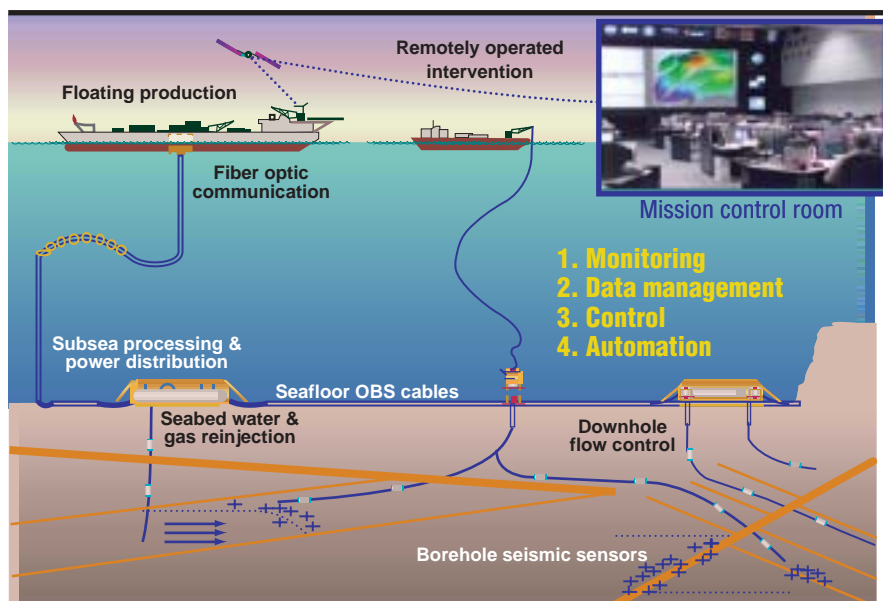 Remotely operated
intervention
Floating production
Fiber optic
communication
Mission control room
1. Monitoring
2. Data management
3. Control
4. Automation
Subsea processing &
power distribution
Seafloor OBS cables
Seabed water &
gas reinjection
Downhole
flow control
Borehole seismic sensors